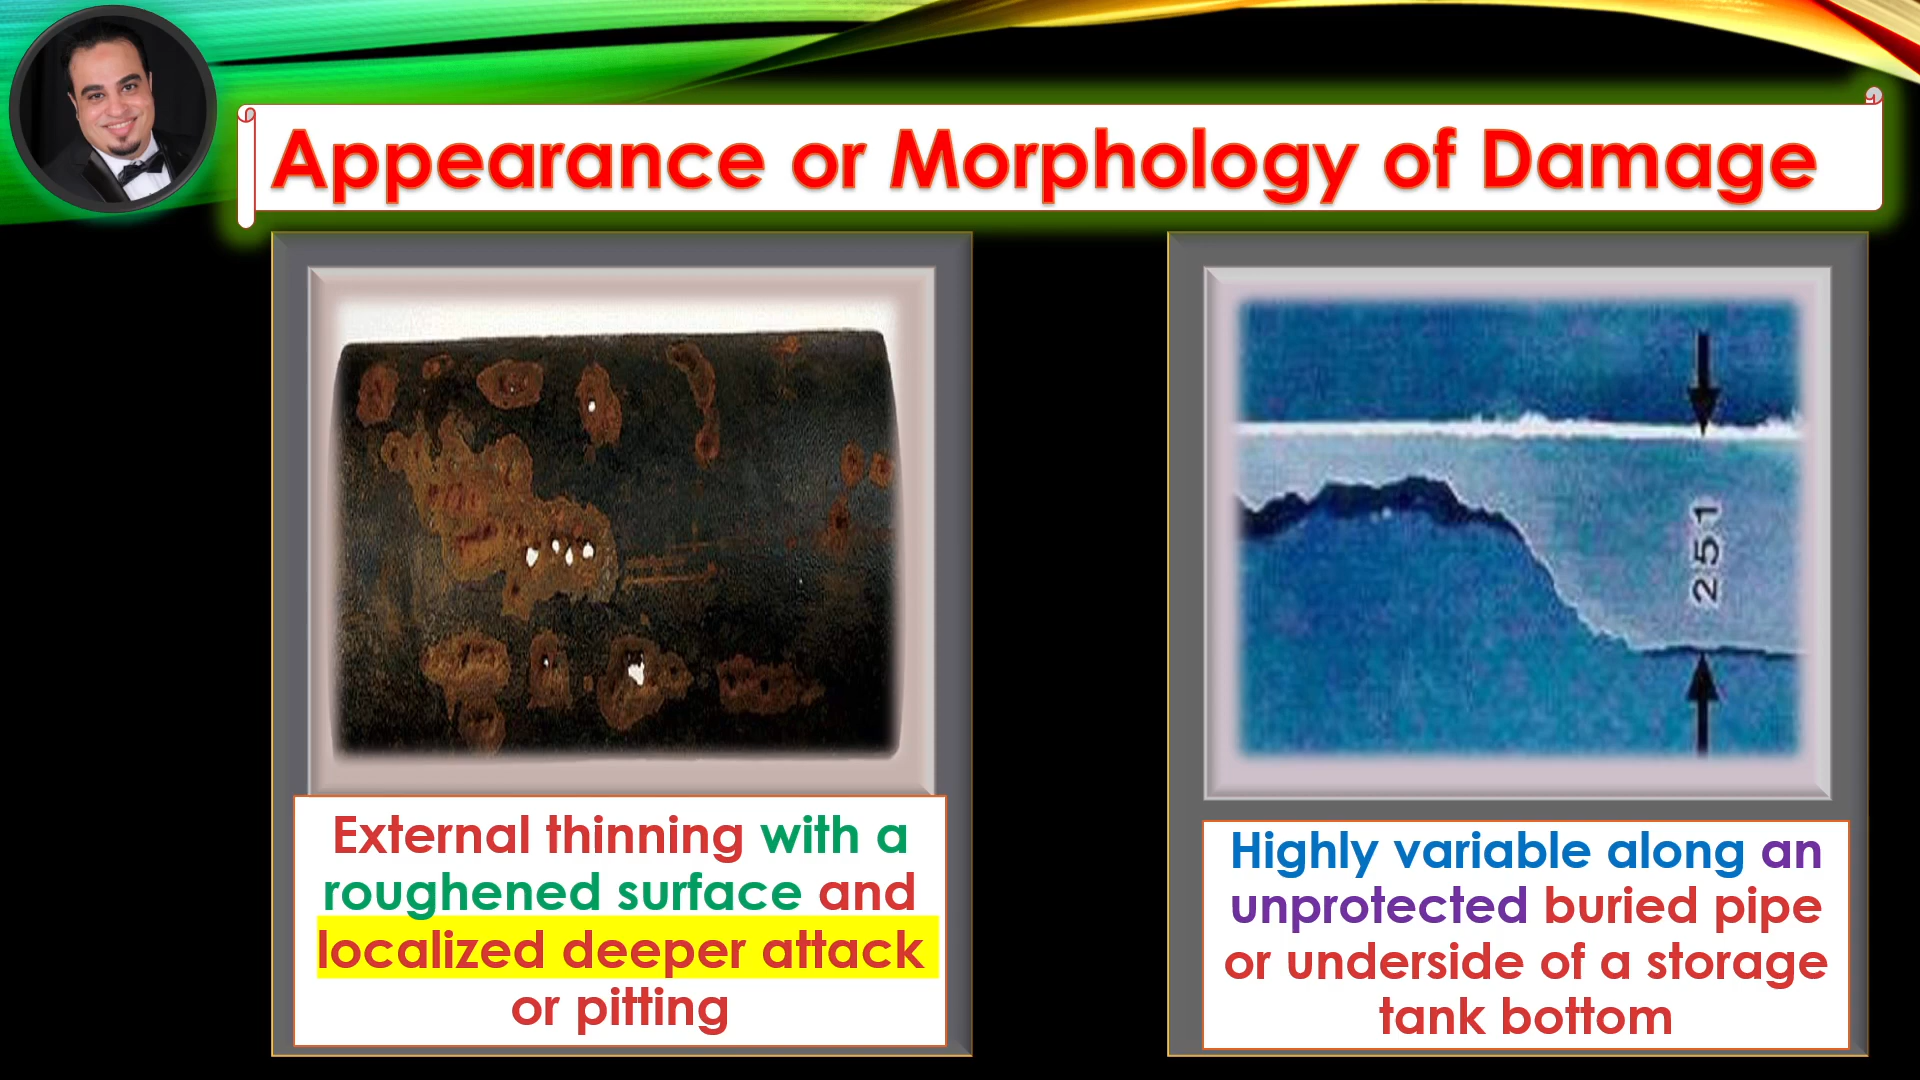 Appearance or Morphology of Damage
External thinning with a
roughened surface and
localized deeper attack
or pitting
251
Highly variable along an
unprotected buried pipe
or underside of a storage
tank bottom